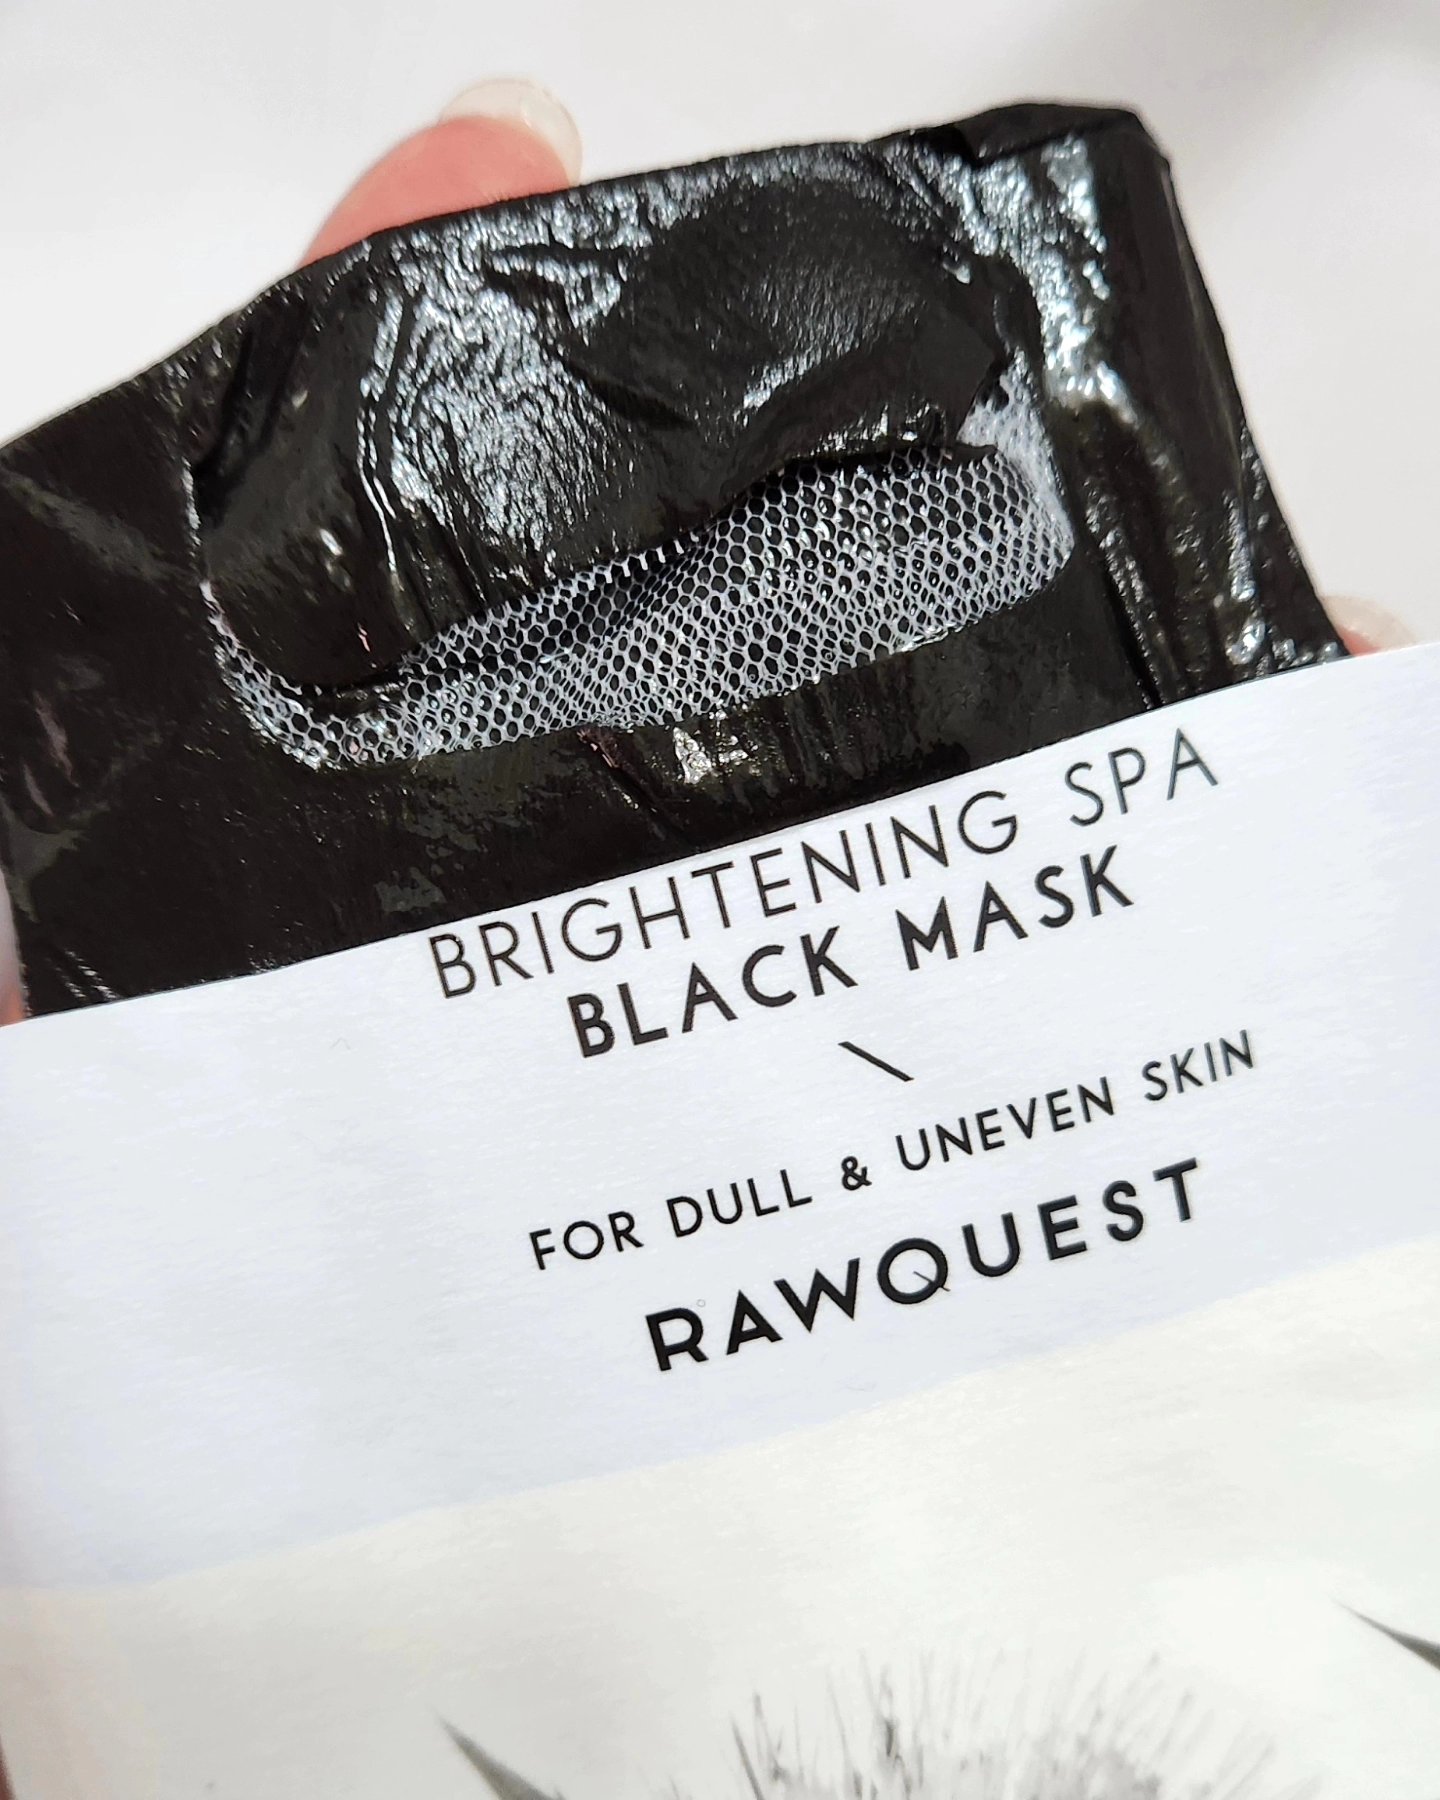 BRIGHTENING SPA
BLACK MASK
\
FOR DULL & UNEVEN SKIN
RAWQUEST